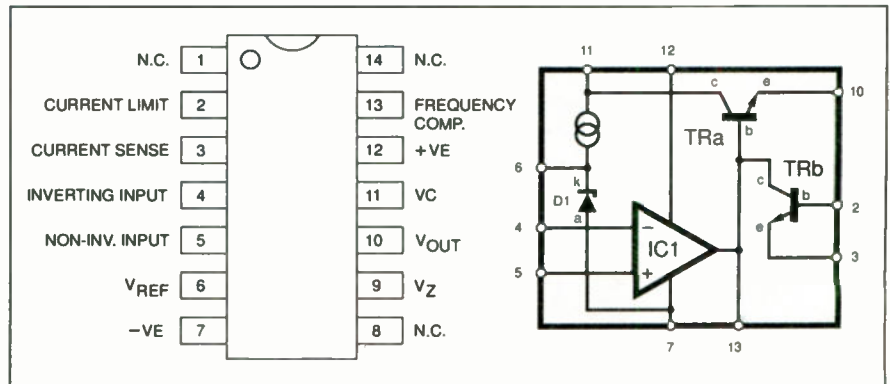 N.C. 1 14 N.C.
CURRENT LIMIT 2 13 FREQUENCY COMP.
CURRENT SENSE 3 12 +VE
INVERTING INPUT 4 11 VC
NON-INV. INPUT 5 10 VOUT
VREF 6 9 VZ
−VE 7 8 N.C.
11 12
c e 10
TRa
b
6
TRb
k c
D1 b 2
a
4 − e
IC1 3
5 +
7 13